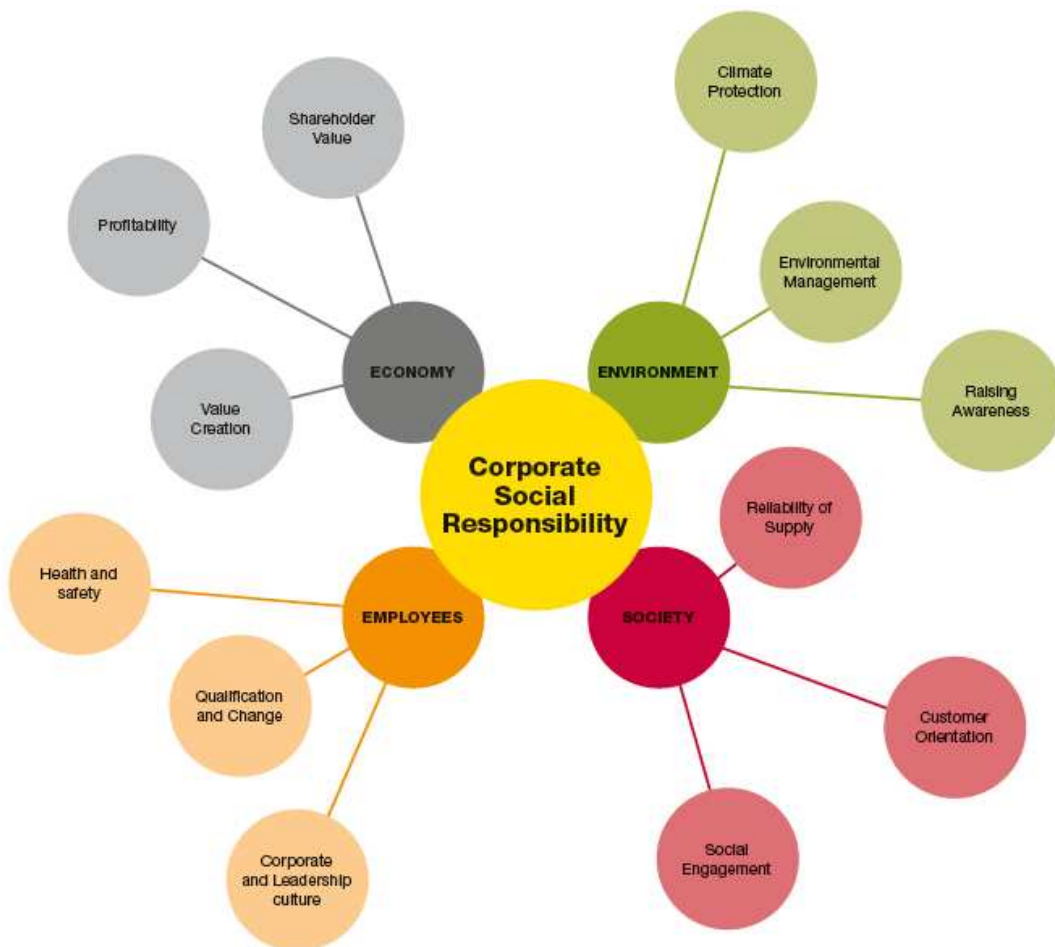 Climate
Protection
Shareholder
Value
Profitability
Environmental
Management
ECONOMY
ENVIRONMENT
Value
Creation
Raising
Awareness
Corporate
Social
Responsibility
Reliability of
Supply
Health and
safety
EMPLOYEES
SOCIETY
Qualification
and Change
Customer
Orientation
Social
Engagement
Corporate
and Leadership
culture